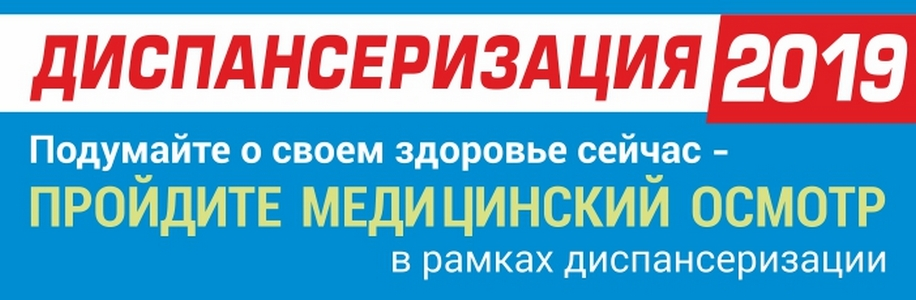 ДИСПАНСЕРИЗАЦИЯ 2019
Подумайте о своем здоровье сейчас -
ПРОЙДИТЕ МЕДИЦИНСКИЙ ОСМОТР
в рамках диспансеризации